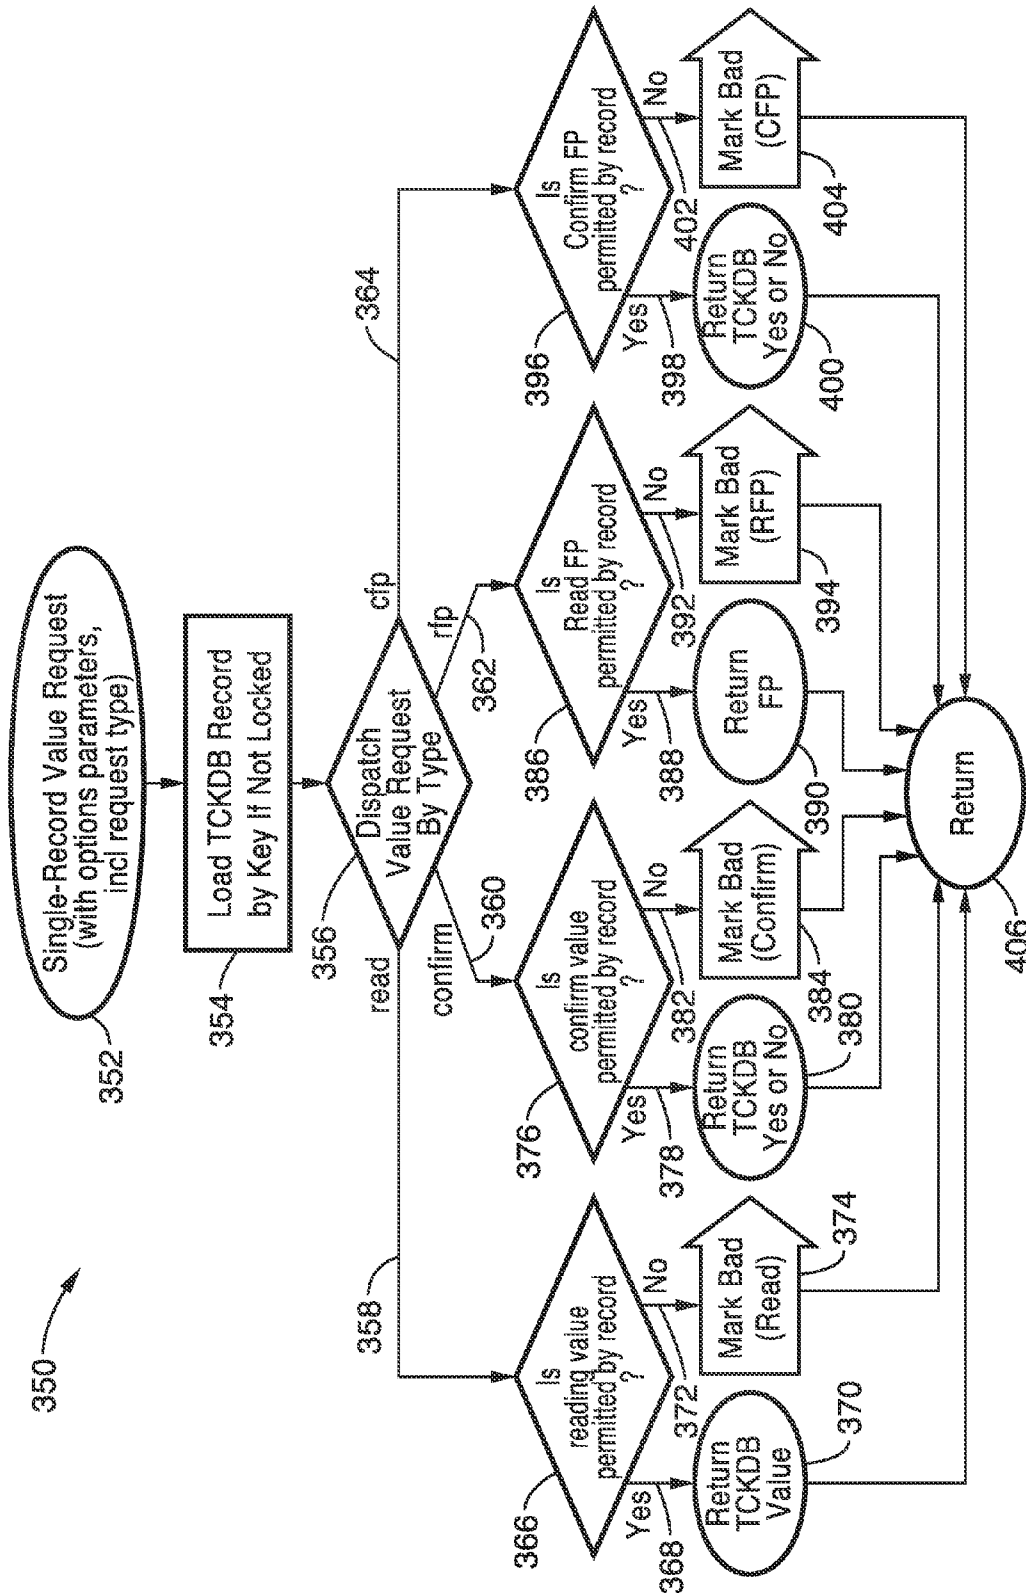 350
352
Single-Record Value Request
(with options parameters,
incl request type)
354
Load TCKDB Record
by Key If Not Locked
356
Dispatch
Value Request
By Type
read
358
confirm
360
rfp
362
cfp
364
366
Is
reading value
permitted by record
?
Yes
368
No
372
Return
TCKDB
Value
370
Mark Bad
(Read)
374
376
Is
confirm value
permitted by record
?
Yes
378
No
382
Return
TCKDB
Yes or No
380
Mark Bad
(Confirm)
384
386
Is
Read FP
permitted by record
?
Yes
388
No
392
Return
FP
390
Mark Bad
(RFP)
394
396
Is
Confirm FP
permitted by record
?
Yes
398
No
402
Return
TCKDB
Yes or No
400
Mark Bad
(CFP)
404
Return
406